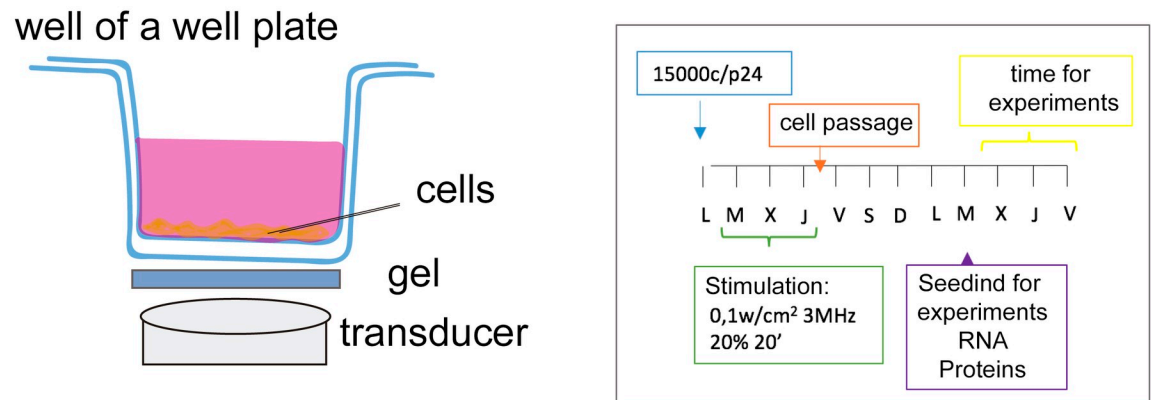 well of a well plate
cells
gel
transducer
15000c/p24
cell passage
time for
experiments
L M X J V S D L M X J V
Stimulation:
0,1w/cm² 3MHz
20% 20'
Seedind for
experiments
RNA
Proteins